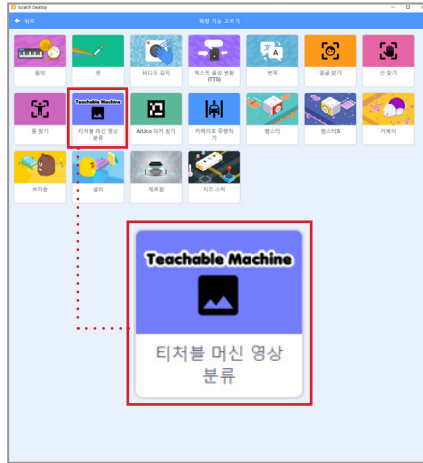 Scratch Desktop
뒤로
확장 기능 고르기
음악
펜
비디오 감지
텍스트 음성 변환
(TTS)
번역
얼굴 찾기
손 찾기
몸 찾기
Teachable Machine
티처블 머신 영상
분류
ArUco 마커 찾기
카메라로 주행하
기
햄스터
햄스터S
거북이
브라운
샐리
제로원
치즈 스틱
Teachable Machine
티처블 머신 영상
분류